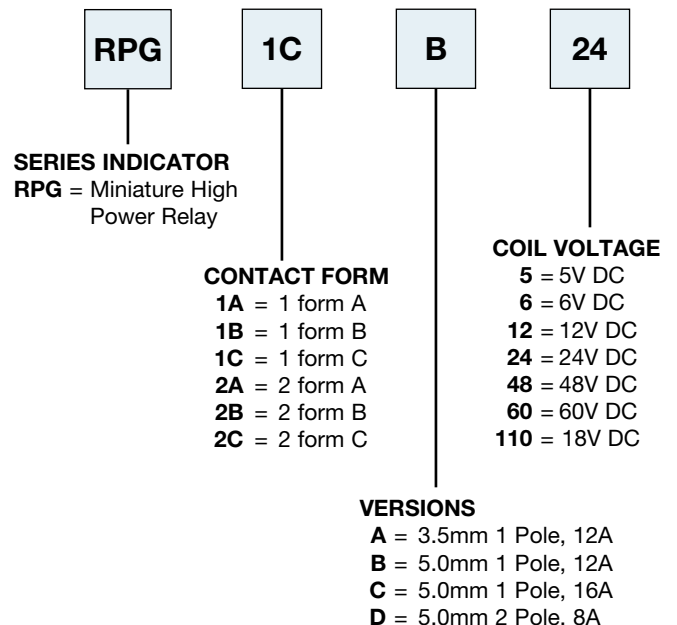 RPG 1C B 24
SERIES INDICATOR
RPG = Miniature High
Power Relay
CONTACT FORM
1A = 1 form A
1B = 1 form B
1C = 1 form C
2A = 2 form A
2B = 2 form B
2C = 2 form C
COIL VOLTAGE
5 = 5V DC
6 = 6V DC
12 = 12V DC
24 = 24V DC
48 = 48V DC
60 = 60V DC
110 = 18V DC
VERSIONS
A = 3.5mm 1 Pole, 12A
B = 5.0mm 1 Pole, 12A
C = 5.0mm 1 Pole, 16A
D = 5.0mm 2 Pole, 8A